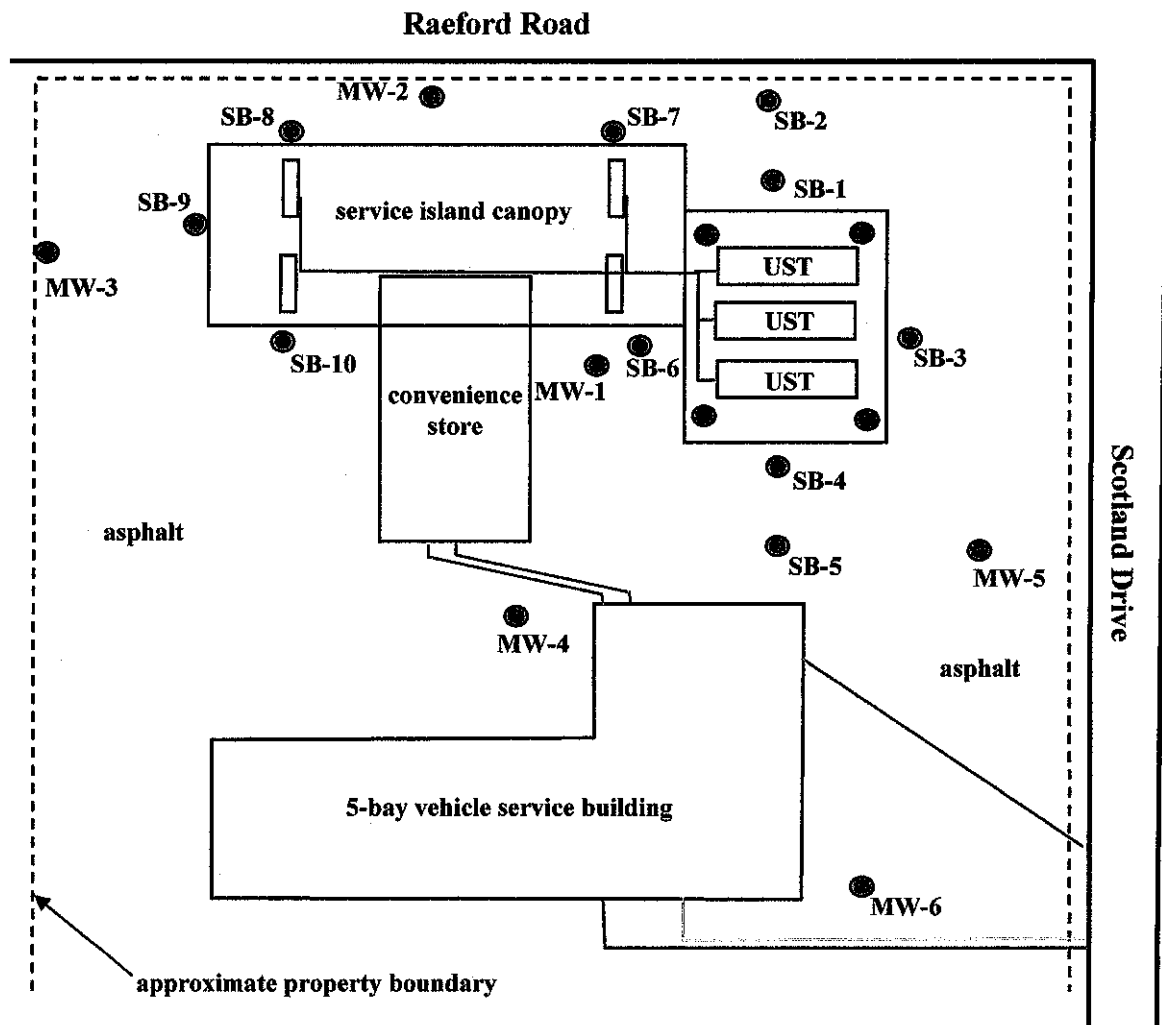 Raeford Road
MW-2
SB-8
SB-7
SB-2
SB-1
SB-9
service island canopy
MW-3
UST
UST
SB-3
SB-10
SB-6
MW-1
UST
convenience
store
SB-4
Scotland Drive
asphalt
SB-5
MW-5
MW-4
asphalt
5-bay vehicle service building
MW-6
approximate property boundary